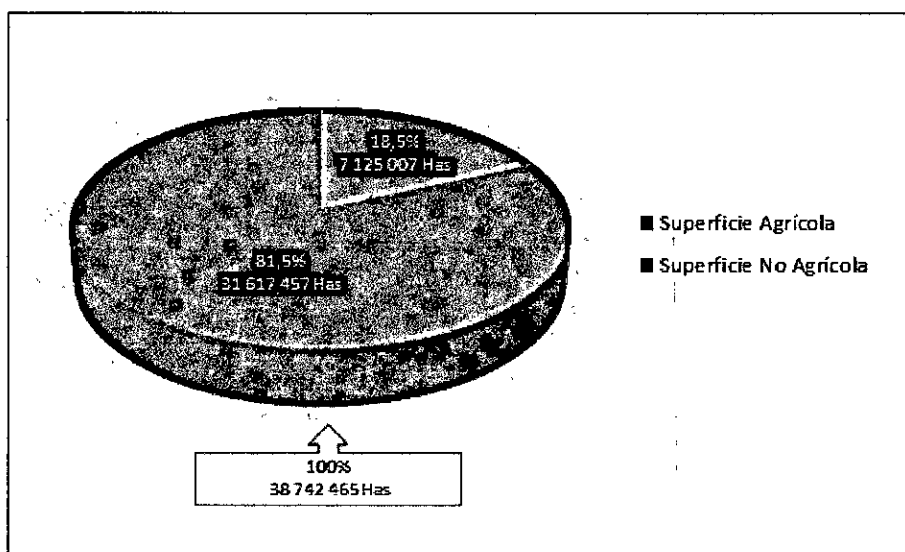 18,5%
7 125 007 Has
81,5%
31 617 457 Has
Superficie Agrícola
Superficie No Agrícola
100%
38 742 465 Has